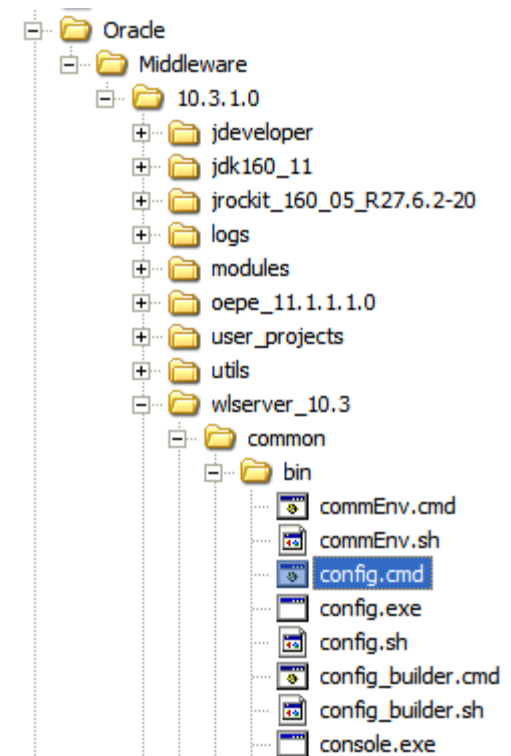 Oracle
Middleware
10.3.1.0
jdeveloper
jdk160_11
jrockit_160_05_R27.6.2-20
logs
modules
oepe_11.1.1.1.0
user_projects
utils
wlserver_10.3
common
bin
commEnv.cmd
commEnv.sh
config.cmd
config.exe
config.sh
config_builder.cmd
config_builder.sh
console.exe